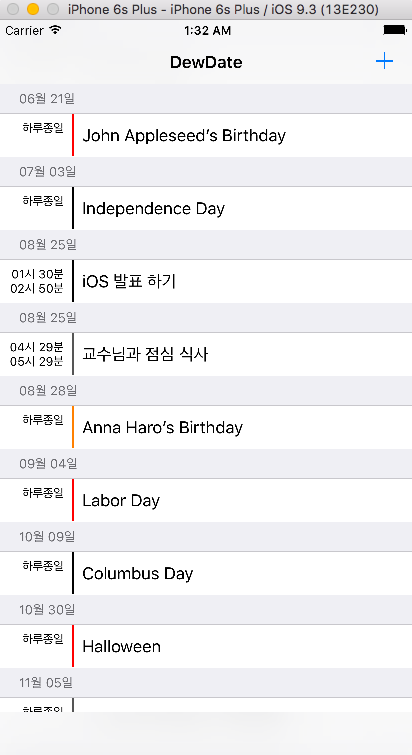 iPhone 6s Plus - iPhone 6s Plus / iOS 9.3 (13E230)
Carrier 1:32 AM
DewDate
06월 21일
하루종일
John Appleseed's Birthday
07월 03일
하루종일
Independence Day
08월 25일
01시 30분
02시 50분
iOS 발표 하기
08월 25일
04시 29분
05시 29분
교수님과 점심 식사
08월 28일
하루종일
Anna Haro's Birthday
09월 04일
하루종일
Labor Day
10월 09일
하루종일
Columbus Day
10월 30일
하루종일
Halloween
11월 05일
하루종일